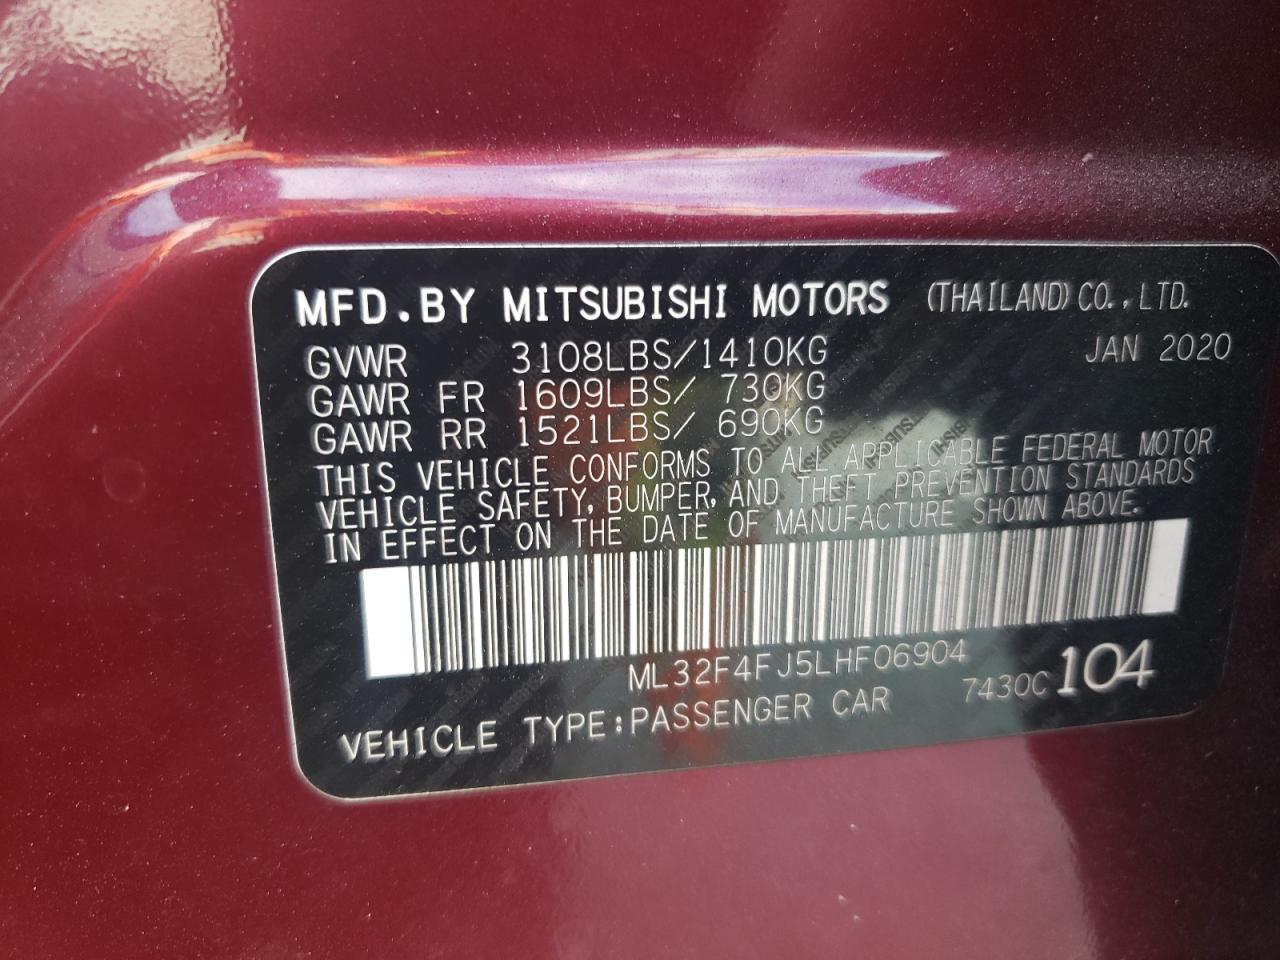 MFD.BY MITSUBISHI MOTORS (THAILAND) CO.,LTD.
GVWR 3108LBS/1410KG JAN 2020
GAWR FR 1609LBS/ 730KG
GAWR RR 1521LBS/ 690KG
THIS VEHICLE CONFORMS TO ALL APPLICABLE FEDERAL MOTOR
VEHICLE SAFETY, BUMPER, AND THEFT PREVENTION STANDARDS
IN EFFECT ON THE DATE OF MANUFACTURE SHOWN ABOVE.
ML32F4FJ5LHF06904
7430C 104
VEHICLE TYPE:PASSENGER CAR